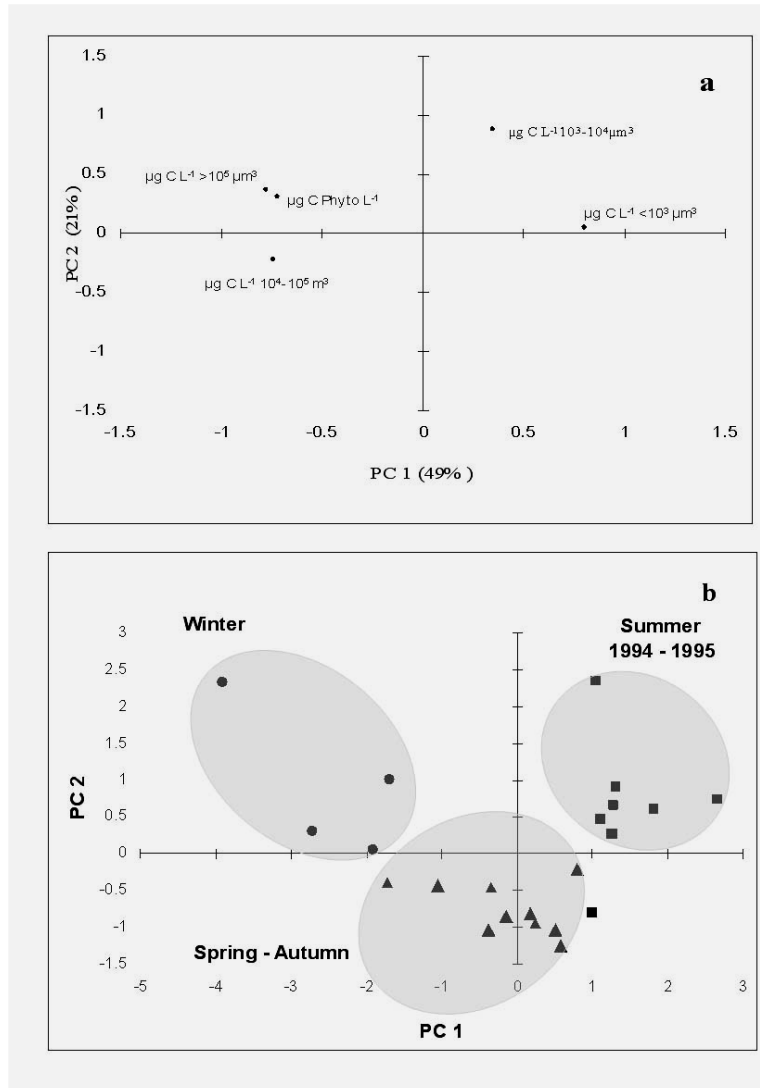 a
1.5
1
0.5
0
-0.5
-1
-1.5
PC 2 (21%)
µg C L⁻¹ 10³-10⁴µm³
µg C L⁻¹ >10⁵ µm³
µg C Phyto L⁻¹
µg C L⁻¹ <10³ µm³
µg C L⁻¹ 10⁴-10⁵ m³
-1.5 -1 -0.5 0 0.5 1 1.5
PC 1 (49% )
b
Winter
Summer
1994 - 1995
3
2.5
2
1.5
1
0.5
0
-0.5
-1
-1.5
PC 2
Spring - Autumn
-5 -4 -3 -2 -1 0 1 2 3
PC 1